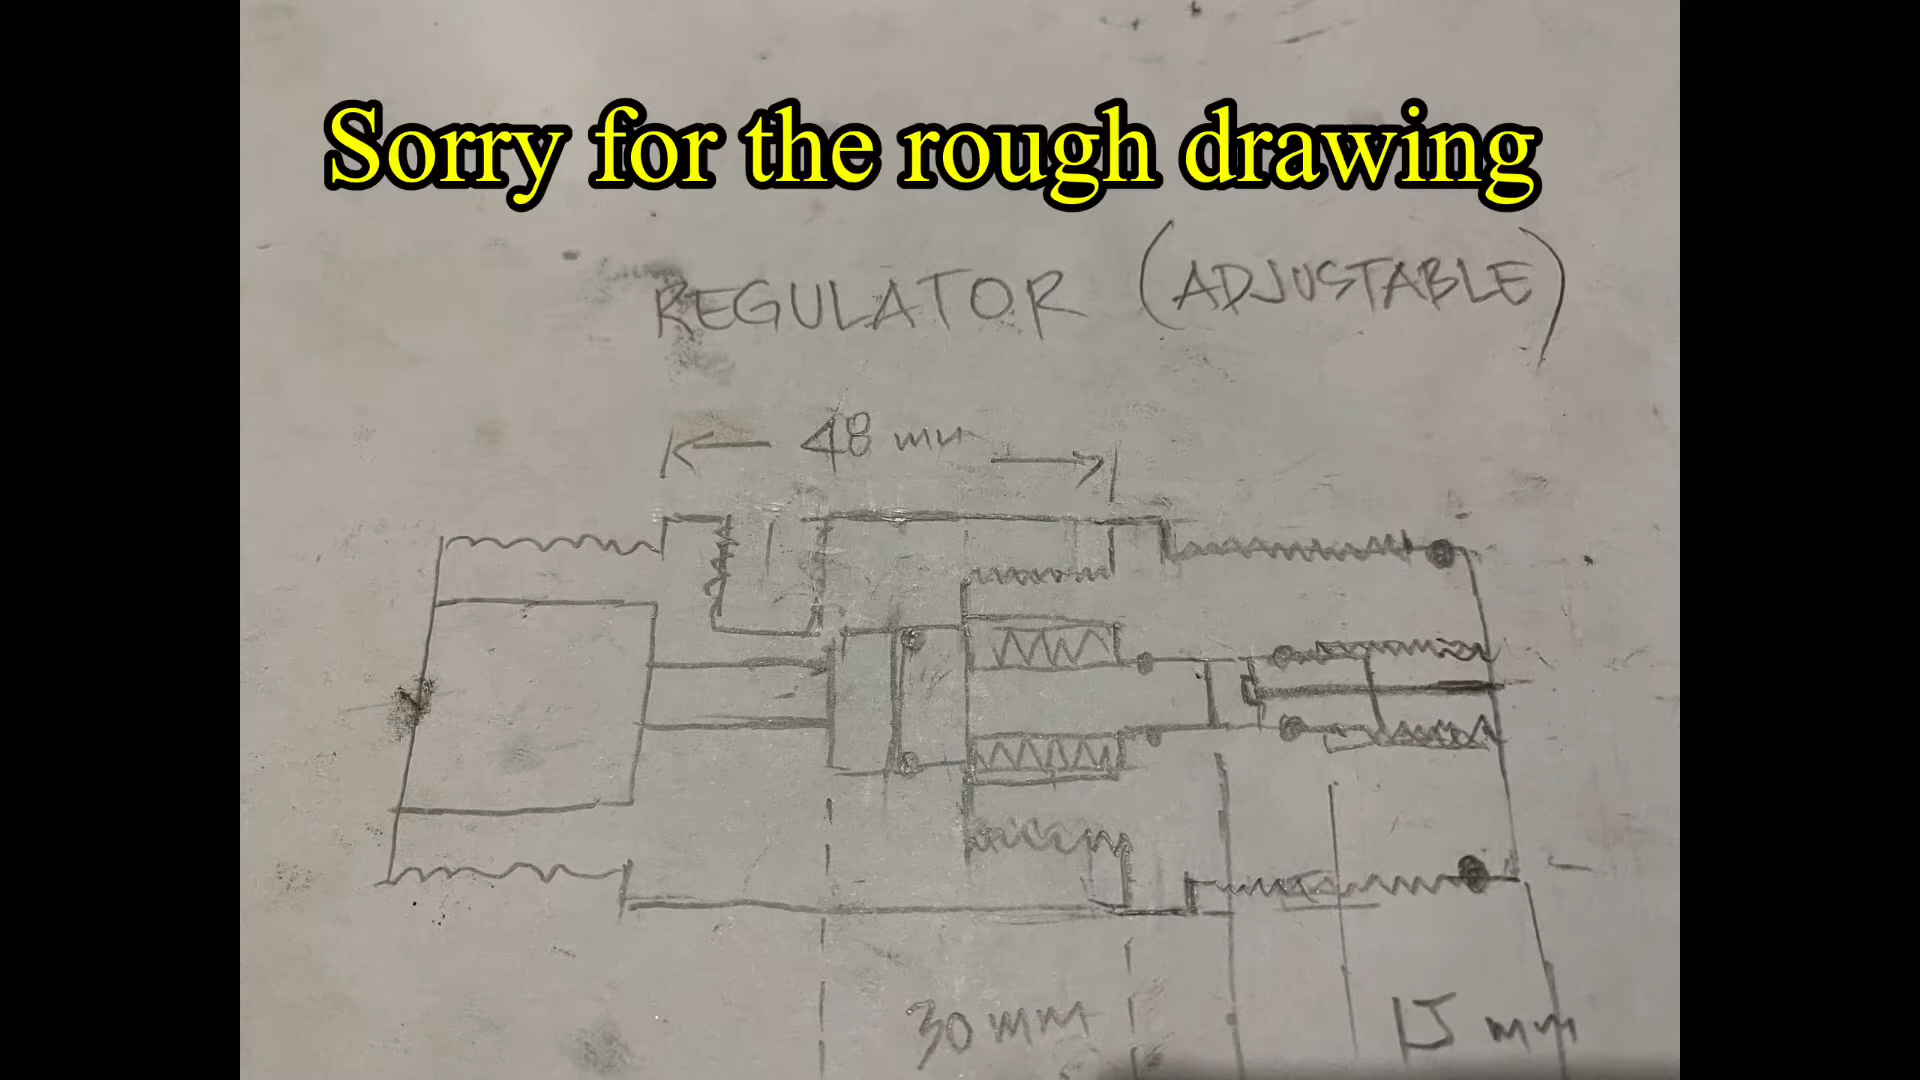 Sorry for the rough drawing
REGULATOR (ADJUSTABLE)
48 mm
30 mm
15 mm